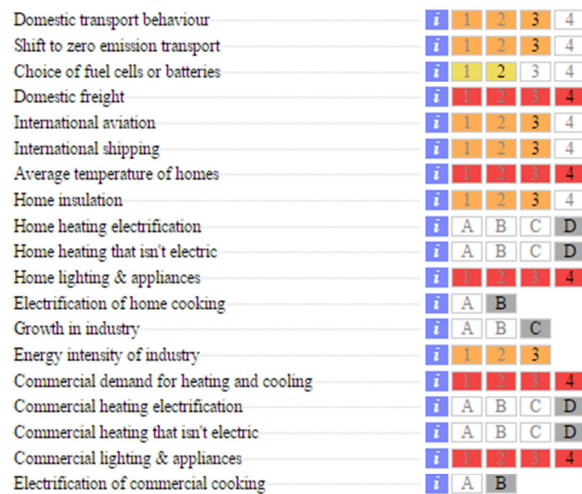 Domestic transport behaviour i 1 2 3 4
Shift to zero emission transport i 1 2 3 4
Choice of fuel cells or batteries i 1 2 3 4
Domestic freight i 1 2 3 4
International aviation i 1 2 3 4
International shipping i 1 2 3 4
Average temperature of homes i 1 2 3 4
Home insulation i 1 2 3 4
Home heating electrification i A B C D
Home heating that isn't electric i A B C D
Home lighting & appliances i 1 2 3 4
Electrification of home cooking i A B
Growth in industry i A B C
Energy intensity of industry i 1 2 3
Commercial demand for heating and cooling i 1 2 3 4
Commercial heating electrification i A B C D
Commercial heating that isn't electric i A B C D
Commercial lighting & appliances i 1 2 3 4
Electrification of commercial cooking i A B